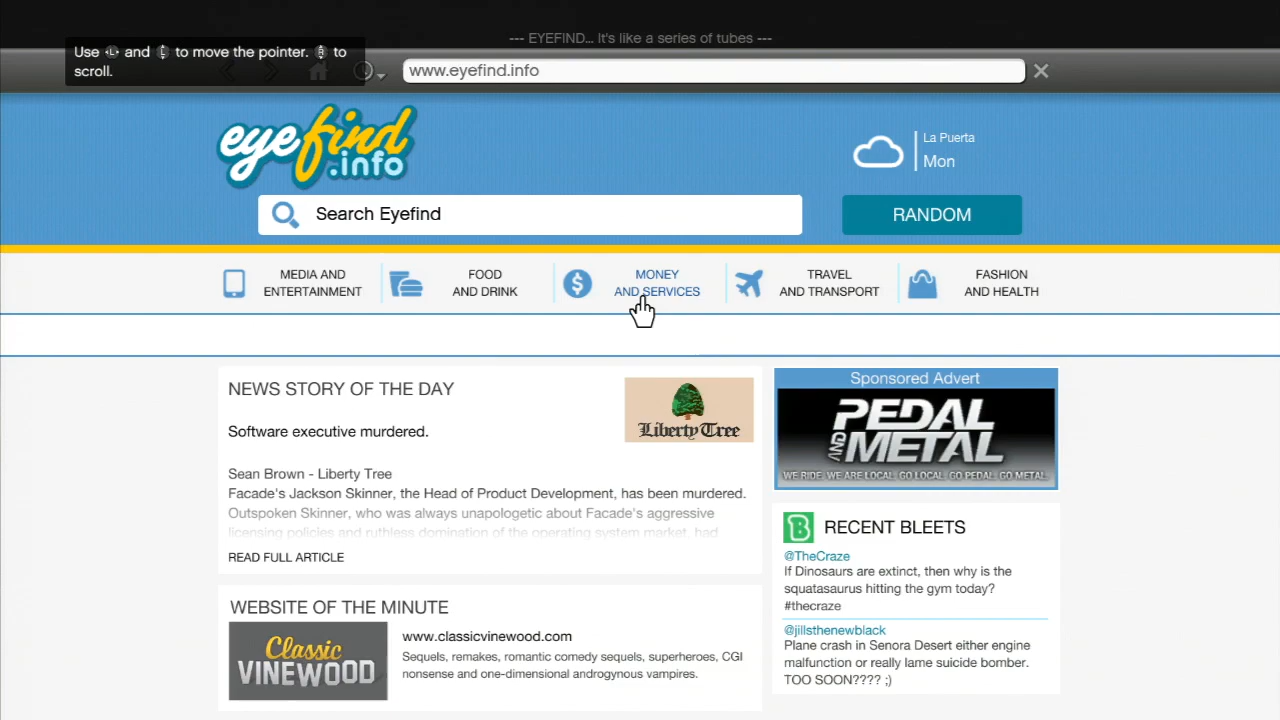 --- EYEFIND... It's like a series of tubes ---
Use L and L to move the pointer. R to
scroll.
www.eyefind.info
eyefind
.info
La Puerta
Mon
Search Eyefind
RANDOM
MEDIA AND
ENTERTAINMENT
FOOD
AND DRINK
$
MONEY
AND SERVICES
TRAVEL
AND TRANSPORT
FASHION
AND HEALTH
NEWS STORY OF THE DAY
Liberty Tree
Software executive murdered.
Sean Brown - Liberty Tree
Facade's Jackson Skinner, the Head of Product Development, has been murdered.
Outspoken Skinner, who was always unapologetic about Facade's aggressive
licensing policies and ruthless domination of the operating system market, had
READ FULL ARTICLE
WEBSITE OF THE MINUTE
Classic
VINEWOOD
www.classicvinewood.com
Sequels, remakes, romantic comedy sequels, superheroes, CGI
nonsense and one-dimensional androgynous vampires.
Sponsored Advert
PEDAL
AND METAL
WE RIDE. WE ARE LOCAL. GO LOCAL. GO PEDAL. GO METAL.
B
RECENT BLEETS
@TheCraze
If Dinosaurs are extinct, then why is the
squatasaurus hitting the gym today?
#thecraze
@jillsthenewblack
Plane crash in Senora Desert either engine
malfunction or really lame suicide bomber.
TOO SOON???? ;)